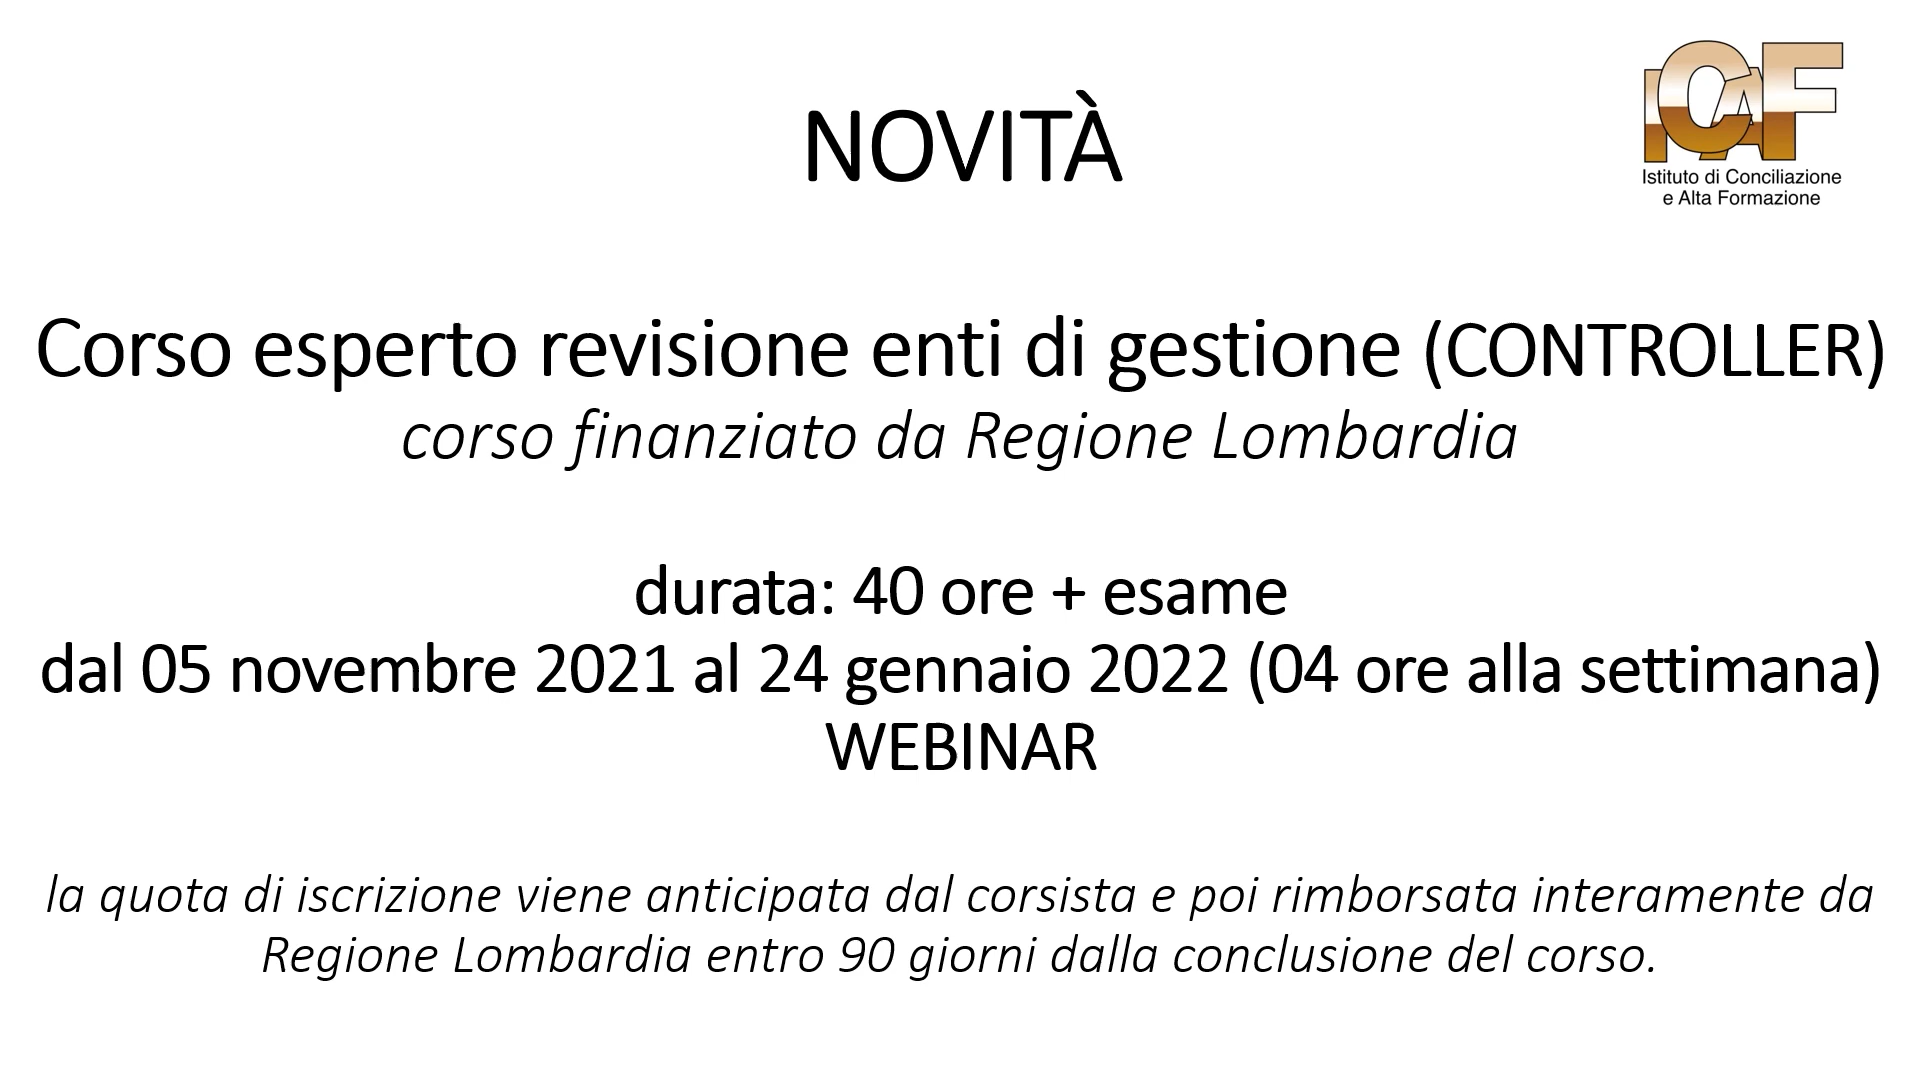 ICAF
Istituto di Conciliazione
e Alta Formazione
NOVITÀ
Corso esperto revisione enti di gestione (CONTROLLER)
corso finanziato da Regione Lombardia
durata: 40 ore + esame
dal 05 novembre 2021 al 24 gennaio 2022 (04 ore alla settimana)
WEBINAR
la quota di iscrizione viene anticipata dal corsista e poi rimborsata interamente da
Regione Lombardia entro 90 giorni dalla conclusione del corso.